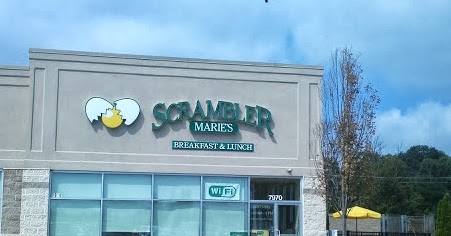 SCRAMBLER
MARIE'S
BREAKFAST & LUNCH
WiFi
7970